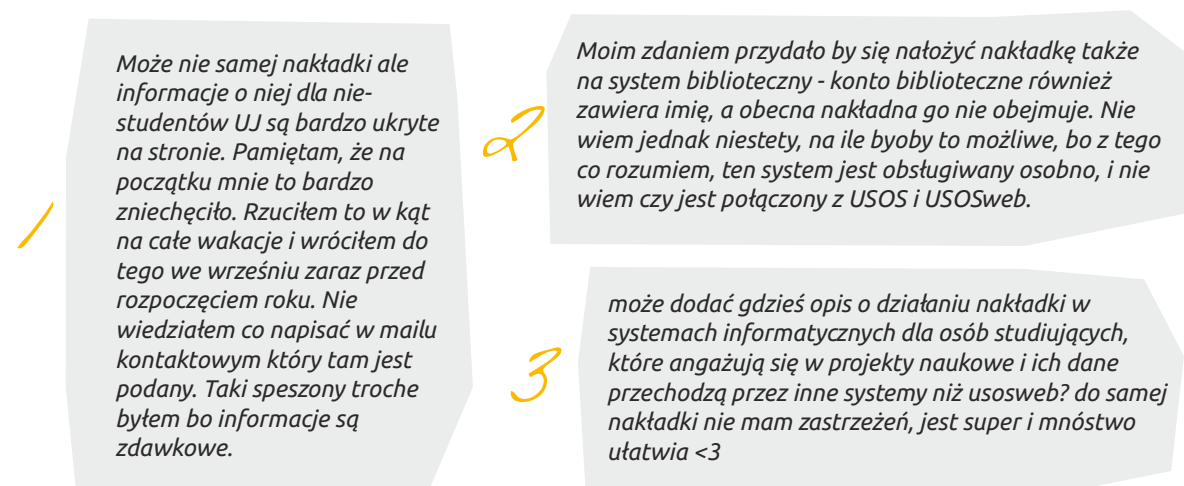 1
Może nie samej nakładki ale
informacje o niej dla nie-
studentów UJ są bardzo ukryte
na stronie. Pamiętam, że na
początku mnie to bardzo
zniechęciło. Rzuciłem to w kąt
na całe wakacje i wróciłem do
tego we wrześniu zaraz przed
rozpoczęciem roku. Nie
wiedziałem co napisać w mailu
kontaktowym który tam jest
podany. Taki speszony troche
byłem bo informacje są
zdawkowe.
2
Moim zdaniem przydało by się nałożyć nakładkę także
na system biblioteczny - konto biblioteczne również
zawiera imię, a obecna nakładna go nie obejmuje. Nie
wiem jednak niestety, na ile byoby to możliwe, bo z tego
co rozumiem, ten system jest obsługiwany osobno, i nie
wiem czy jest połączony z USOS i USOSweb.
3
może dodać gdzieś opis o działaniu nakładki w
systemach informatycznych dla osób studiujących,
które angażują się w projekty naukowe i ich dane
przechodzą przez inne systemy niż usosweb? do samej
nakładki nie mam zastrzeżeń, jest super i mnóstwo
ułatwia <3